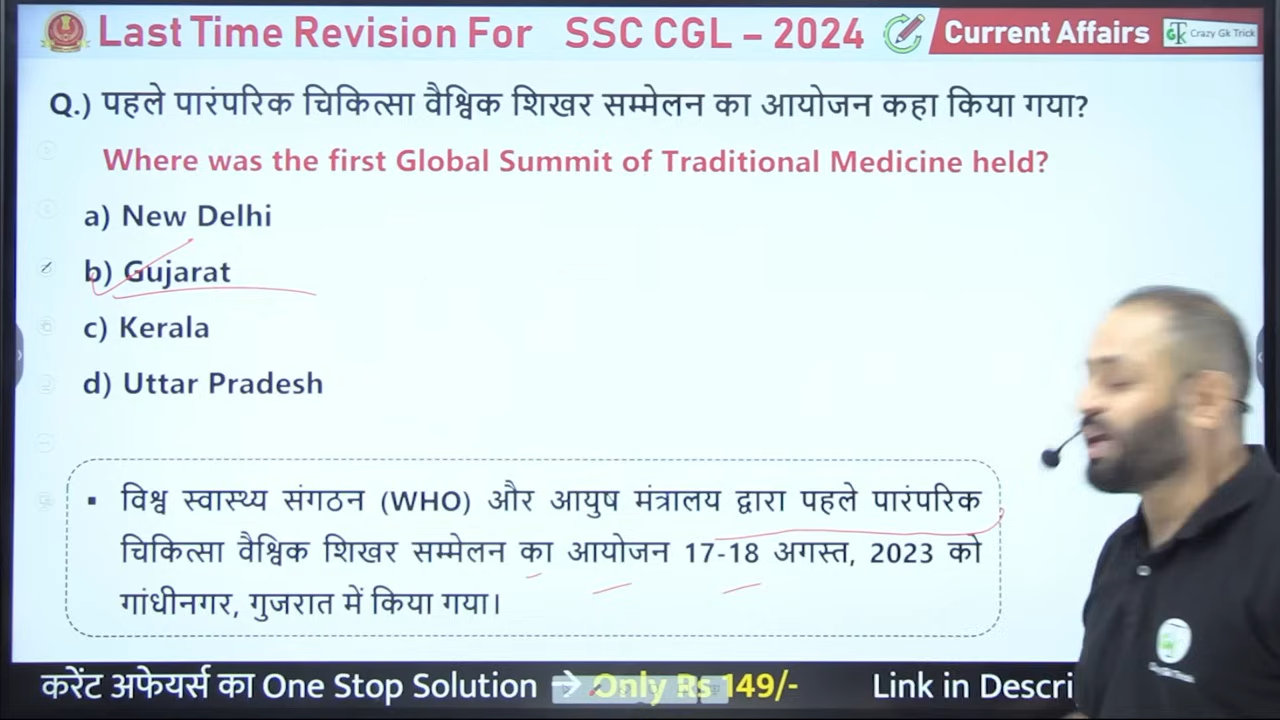 Last Time Revision For SSC CGL – 2024
Current Affairs
Crazy Gk Trick
Q.) पहले पारंपरिक चिकित्सा वैश्विक शिखर सम्मेलन का आयोजन कहा किया गया?
Where was the first Global Summit of Traditional Medicine held?
a) New Delhi
b) Gujarat
c) Kerala
d) Uttar Pradesh
▪ विश्व स्वास्थ्य संगठन (WHO) और आयुष मंत्रालय द्वारा पहले पारंपरिक
चिकित्सा वैश्विक शिखर सम्मेलन का आयोजन 17-18 अगस्त, 2023 को
गांधीनगर, गुजरात में किया गया।
करेंट अफेयर्स का One Stop Solution → Only Rs 149/-
Link in Descri